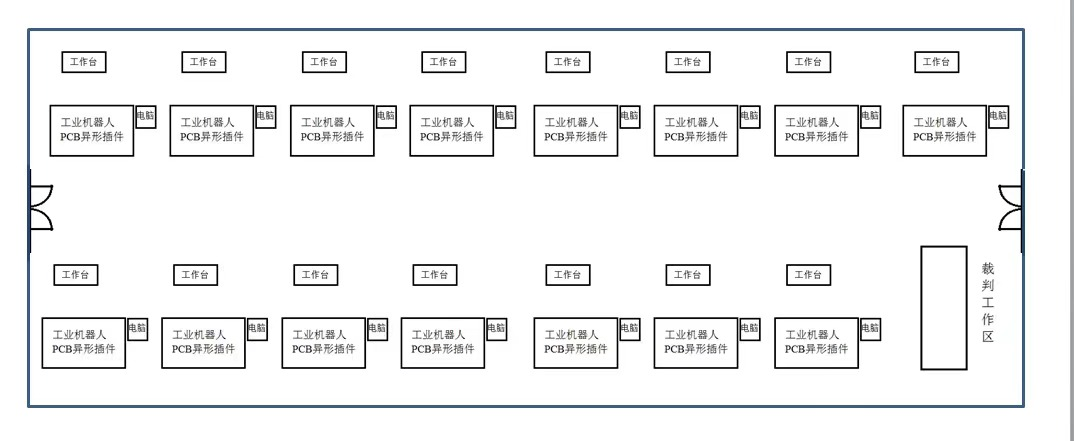 工作台 工作台 工作台 工作台 工作台 工作台 工作台 工作台
工业机器人 电脑 工业机器人 电脑 工业机器人 电脑 工业机器人 电脑 工业机器人 电脑 工业机器人 电脑 工业机器人 电脑 工业机器人 电脑
PCB异形插件 PCB异形插件 PCB异形插件 PCB异形插件 PCB异形插件 PCB异形插件 PCB异形插件 PCB异形插件
工作台 工作台 工作台 工作台 工作台 工作台 工作台
工业机器人 电脑 工业机器人 电脑 工业机器人 电脑 工业机器人 电脑 工业机器人 电脑 工业机器人 电脑 工业机器人 电脑
PCB异形插件 PCB异形插件 PCB异形插件 PCB异形插件 PCB异形插件 PCB异形插件 PCB异形插件
裁判工作区